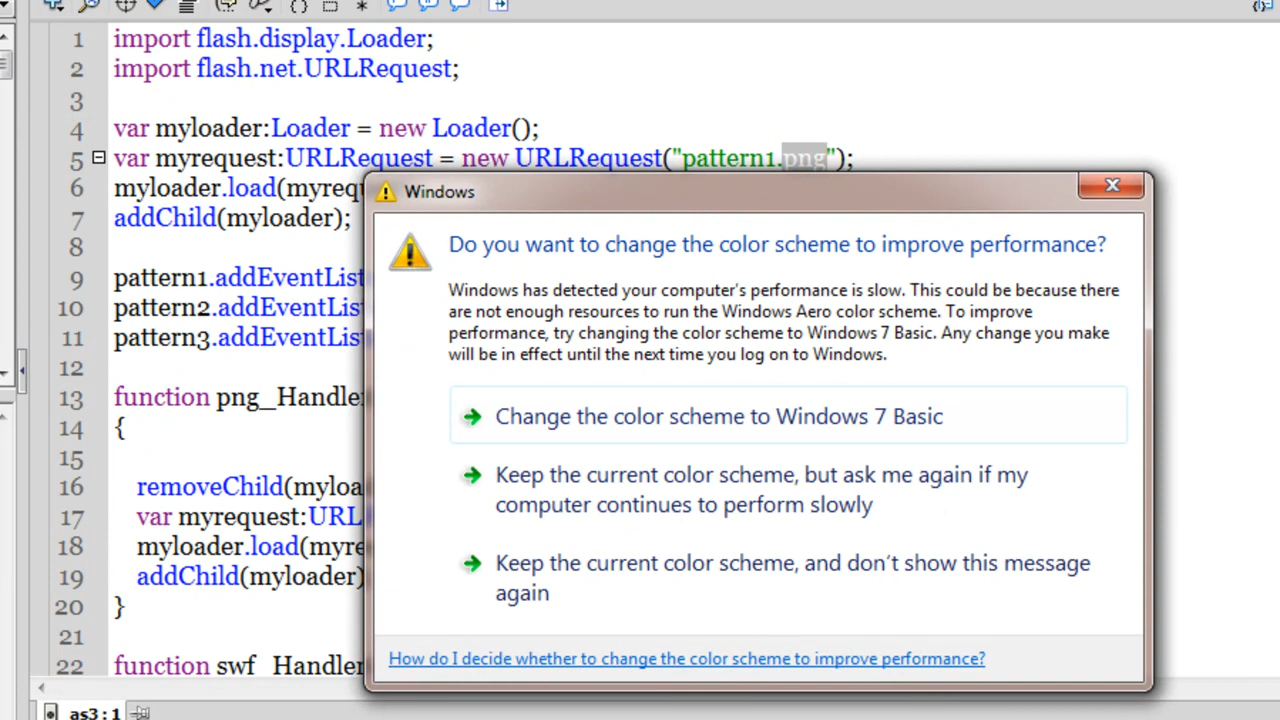 1 import flash.display.Loader;
2 import flash.net.URLRequest;
3
4 var myloader:Loader = new Loader();
5 var myrequest:URLRequest = new URLRequest("pattern1.png");
6 myloader.load(myrequ
7 addChild(myloader);
8
9 pattern1.addEventList
10 pattern2.addEventList
11 pattern3.addEventList
12
13 function png_Handler
14 {
15
16 removeChild(myloa
17 var myrequest:URL
18 myloader.load(myre
19 addChild(myloader)
20 }
21
22 function swf_Handler
Windows
Do you want to change the color scheme to improve performance?
Windows has detected your computer's performance is slow. This could be because there
are not enough resources to run the Windows Aero color scheme. To improve
performance, try changing the color scheme to Windows 7 Basic. Any change you make
will be in effect until the next time you log on to Windows.
Change the color scheme to Windows 7 Basic
Keep the current color scheme, but ask me again if my
computer continues to perform slowly
Keep the current color scheme, and don't show this message
again
How do I decide whether to change the color scheme to improve performance?
as3:1